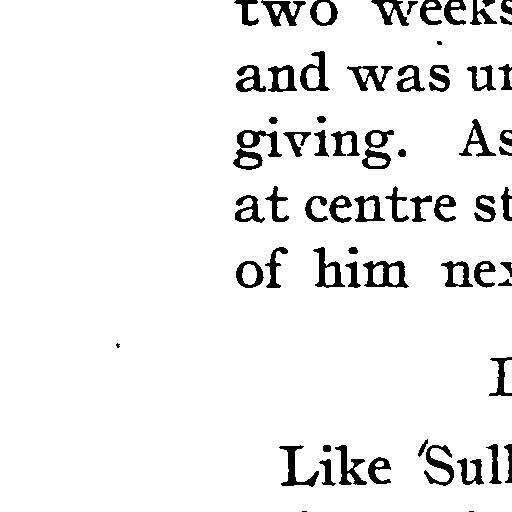 two weeks
and was un
giving. As
at centre st
of him nex
Like 'Sull